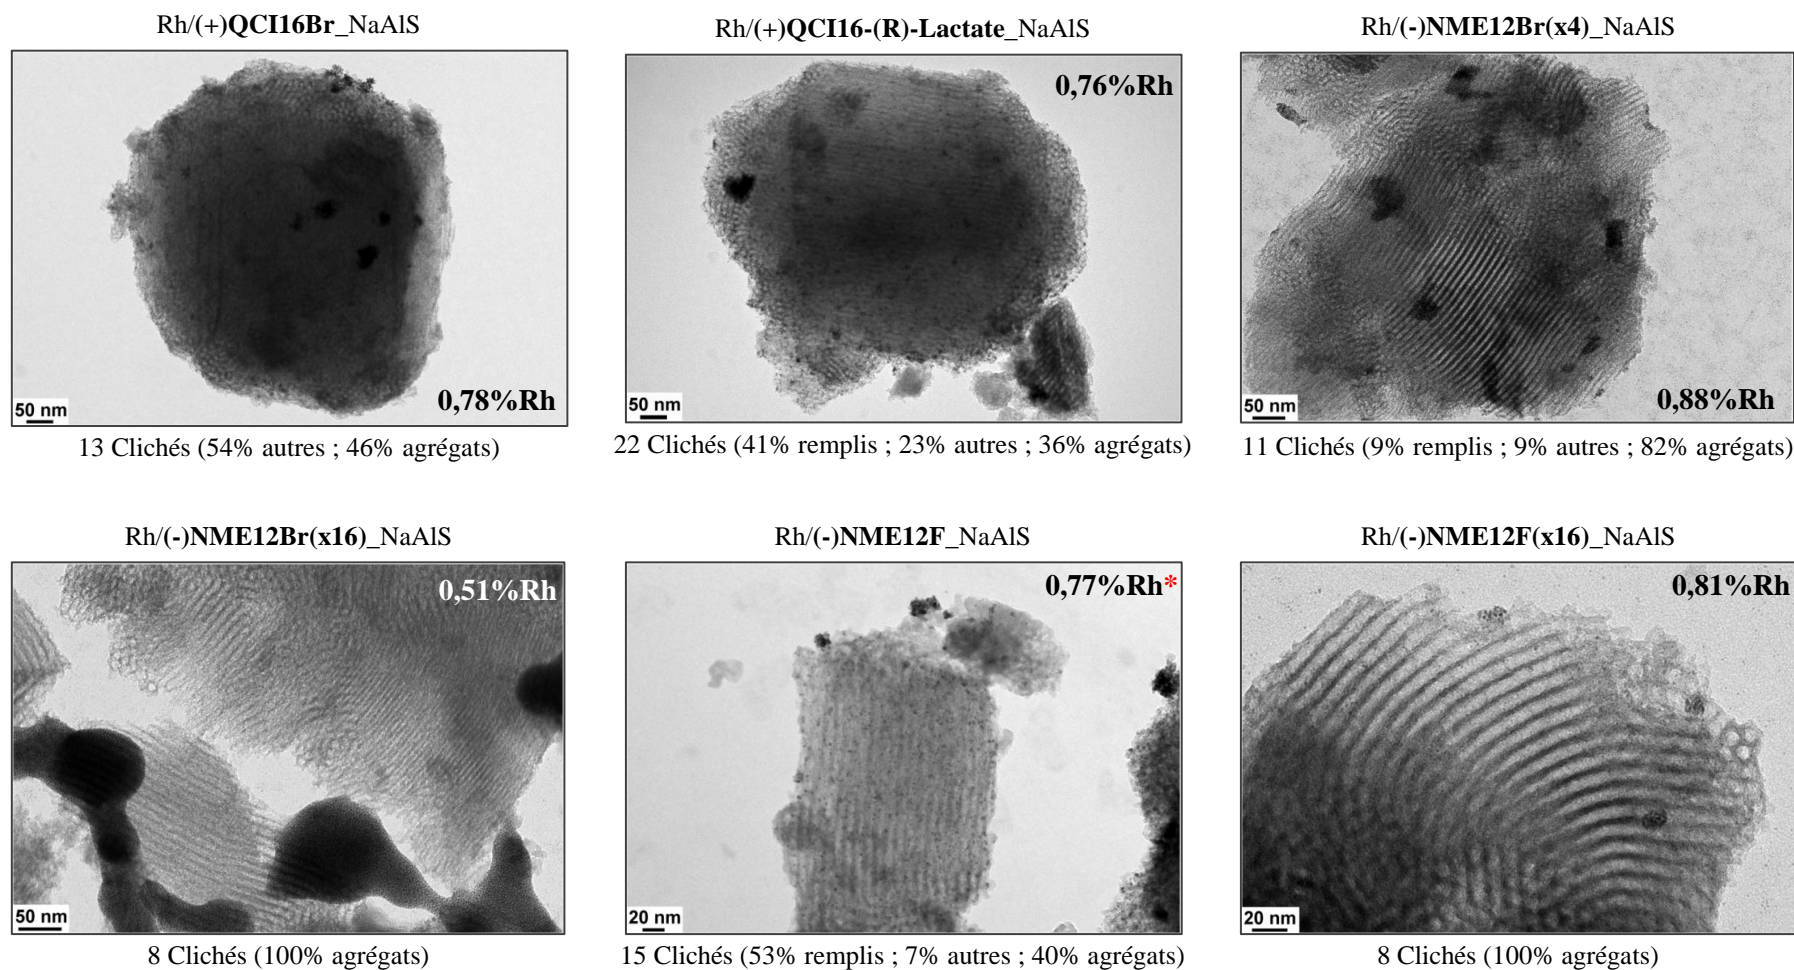 Rh/(+)QCI16Br_NaAlS
0,78%Rh
50 nm
13 Clichés (54% autres ; 46% agrégats)
Rh/(+)QCI16-(R)-Lactate_NaAlS
0,76%Rh
50 nm
22 Clichés (41% remplis ; 23% autres ; 36% agrégats)
Rh/(-)NME12Br(x4)_NaAlS
0,88%Rh
50 nm
11 Clichés (9% remplis ; 9% autres ; 82% agrégats)
Rh/(-)NME12Br(x16)_NaAlS
0,51%Rh
50 nm
8 Clichés (100% agrégats)
Rh/(-)NME12F_NaAlS
0,77%Rh*
20 nm
15 Clichés (53% remplis ; 7% autres ; 40% agrégats)
Rh/(-)NME12F(x16)_NaAlS
0,81%Rh
20 nm
8 Clichés (100% agrégats)